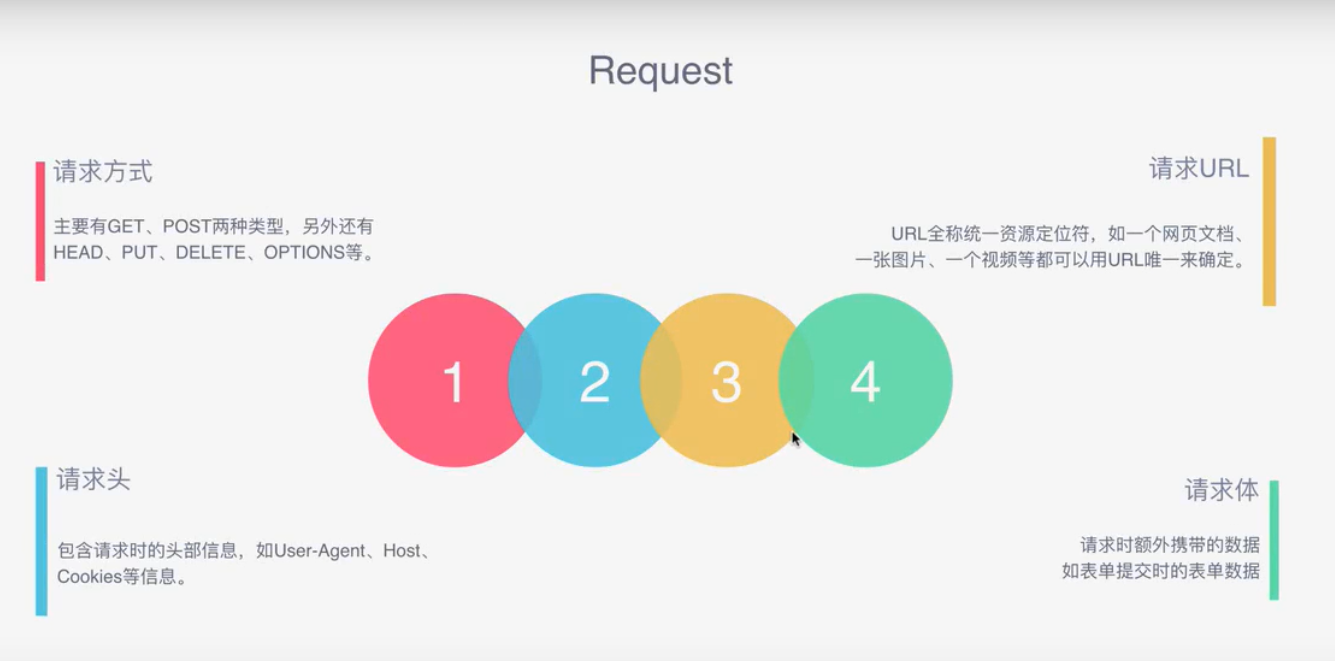 Request
请求方式
主要有GET、POST两种类型，另外还有
HEAD、PUT、DELETE、OPTIONS等。
请求URL
URL全称统一资源定位符，如一个网页文档、
一张图片、一个视频等都可以用URL唯一来确定。
1
2
3
4
请求头
包含请求时的头部信息，如User-Agent、Host、
Cookies等信息。
请求体
请求时额外携带的数据
如表单提交时的表单数据